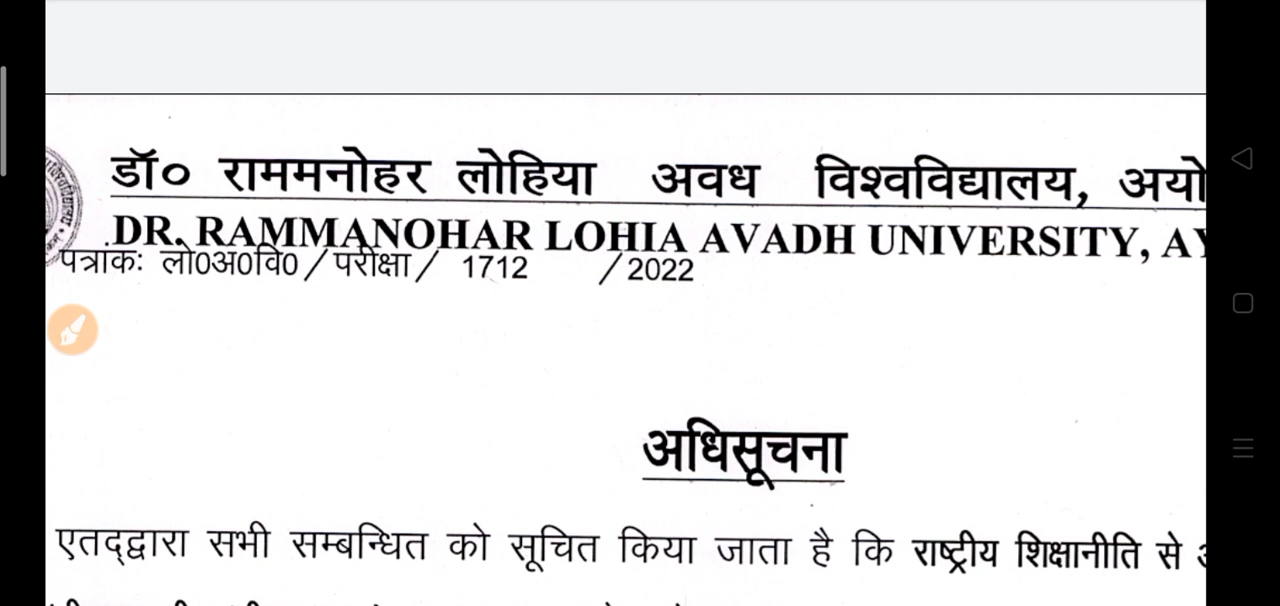 डॉ० राममनोहर लोहिया अवध विश्वविद्यालय, अयो
DR. RAMMANOHAR LOHIA AVADH UNIVERSITY, AY
पत्रांकः लो0अ0वि0 / परीक्षा / 1712 / 2022
अधिसूचना
एतद्द्वारा सभी सम्बन्धित को सूचित किया जाता है कि राष्ट्रीय शिक्षानीति से